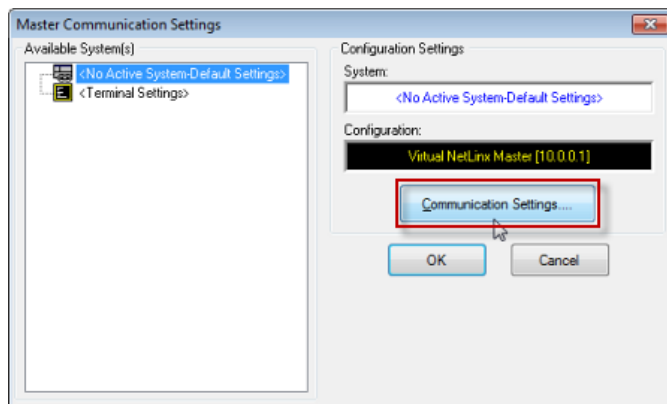 Master Communication Settings
Available System(s)
<No Active System-Default Settings>
<Terminal Settings>
Configuration Settings
System:
<No Active System-Default Settings>
Configuration:
Virtual NetLinx Master [10.0.0.1]
Communication Settings....
OK
Cancel